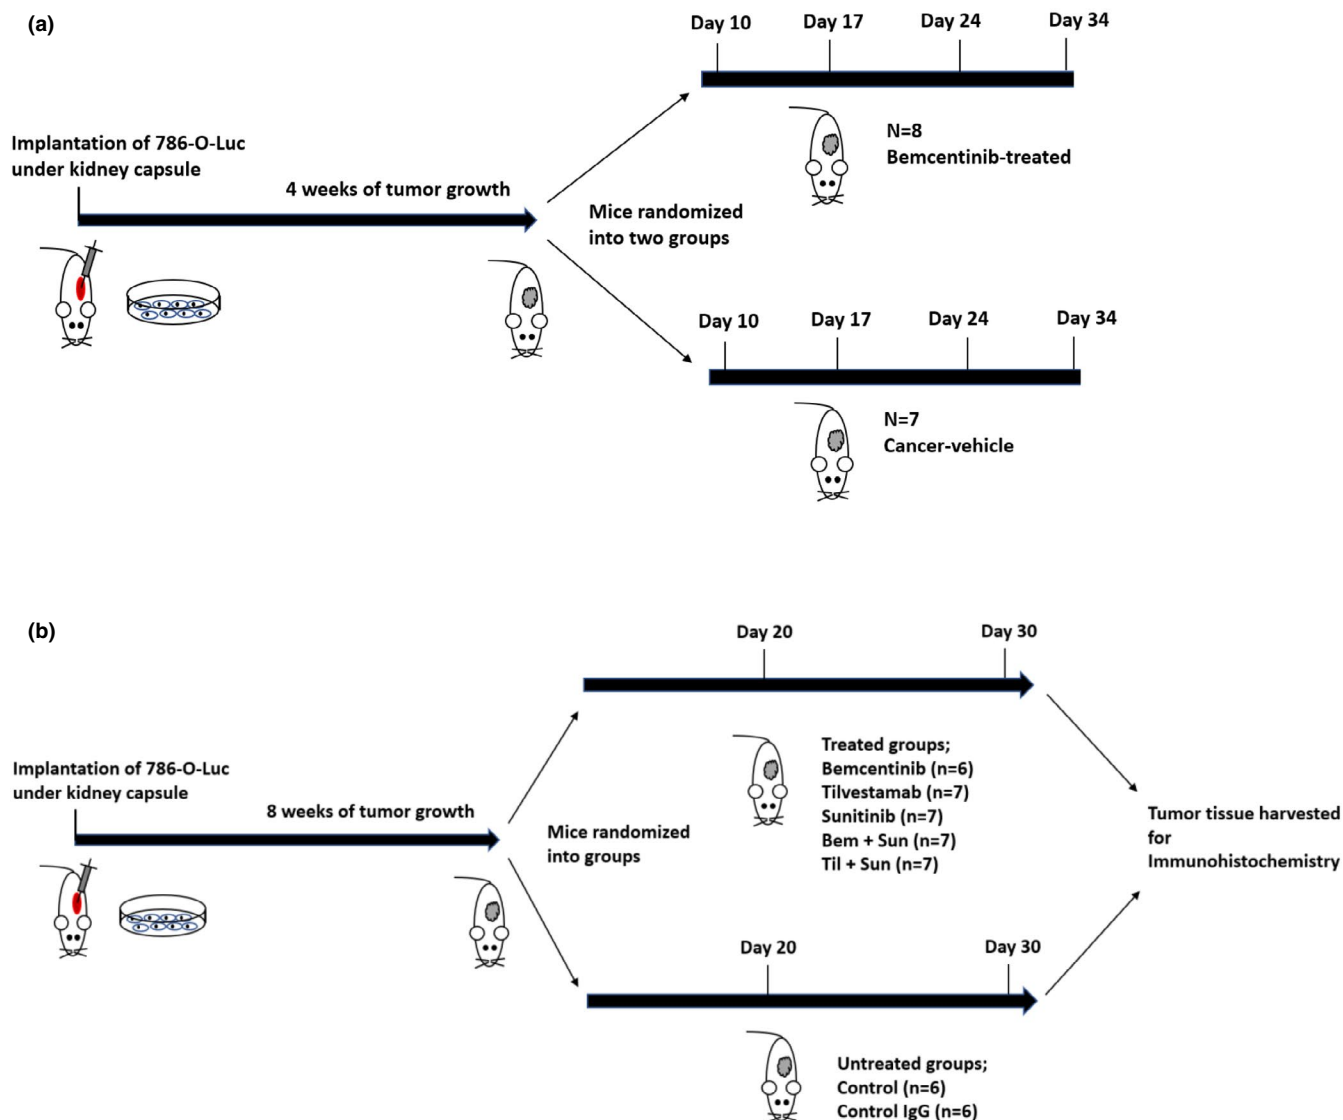 (a)
Day 10
Day 17
Day 24
Day 34
Implantation of 786-O-Luc
under kidney capsule
4 weeks of tumor growth
N=8
Bemcentinib-treated
Mice randomized
into two groups
Day 10
Day 17
Day 24
Day 34
N=7
Cancer-vehicle
(b)
Day 20
Day 30
Implantation of 786-O-Luc
under kidney capsule
8 weeks of tumor growth
Mice randomized
into groups
Treated groups;
Bemcentinib (n=6)
Tilvestamab (n=7)
Sunitinib (n=7)
Bem + Sun (n=7)
Til + Sun (n=7)
Tumor tissue harvested
for
Immunohistochemistry
Day 20
Day 30
Untreated groups;
Control (n=6)
Control IgG (n=6)